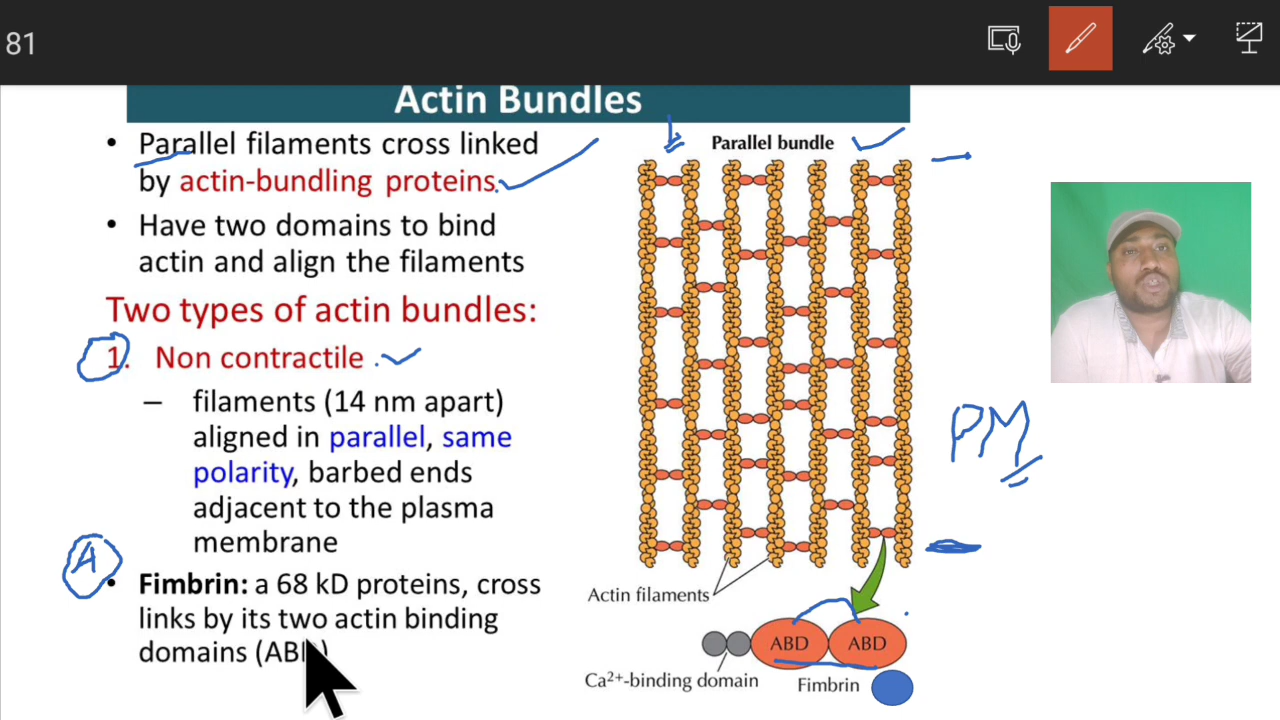 81
Actin Bundles
• Parallel filaments cross linked
by actin-bundling proteins.
• Have two domains to bind
actin and align the filaments
Two types of actin bundles:
1. Non contractile
– filaments (14 nm apart)
aligned in parallel, same
polarity, barbed ends
adjacent to the plasma
membrane
A
• Fimbrin: a 68 kD proteins, cross
links by its two actin binding
Parallel bundle
PM
Actin filaments
ABD ABD
Ca²⁺-binding domain
Fimbrin